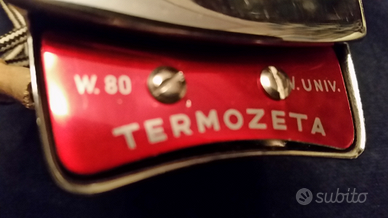 W. 80 V. UNIV.
TERMOZETA
subito